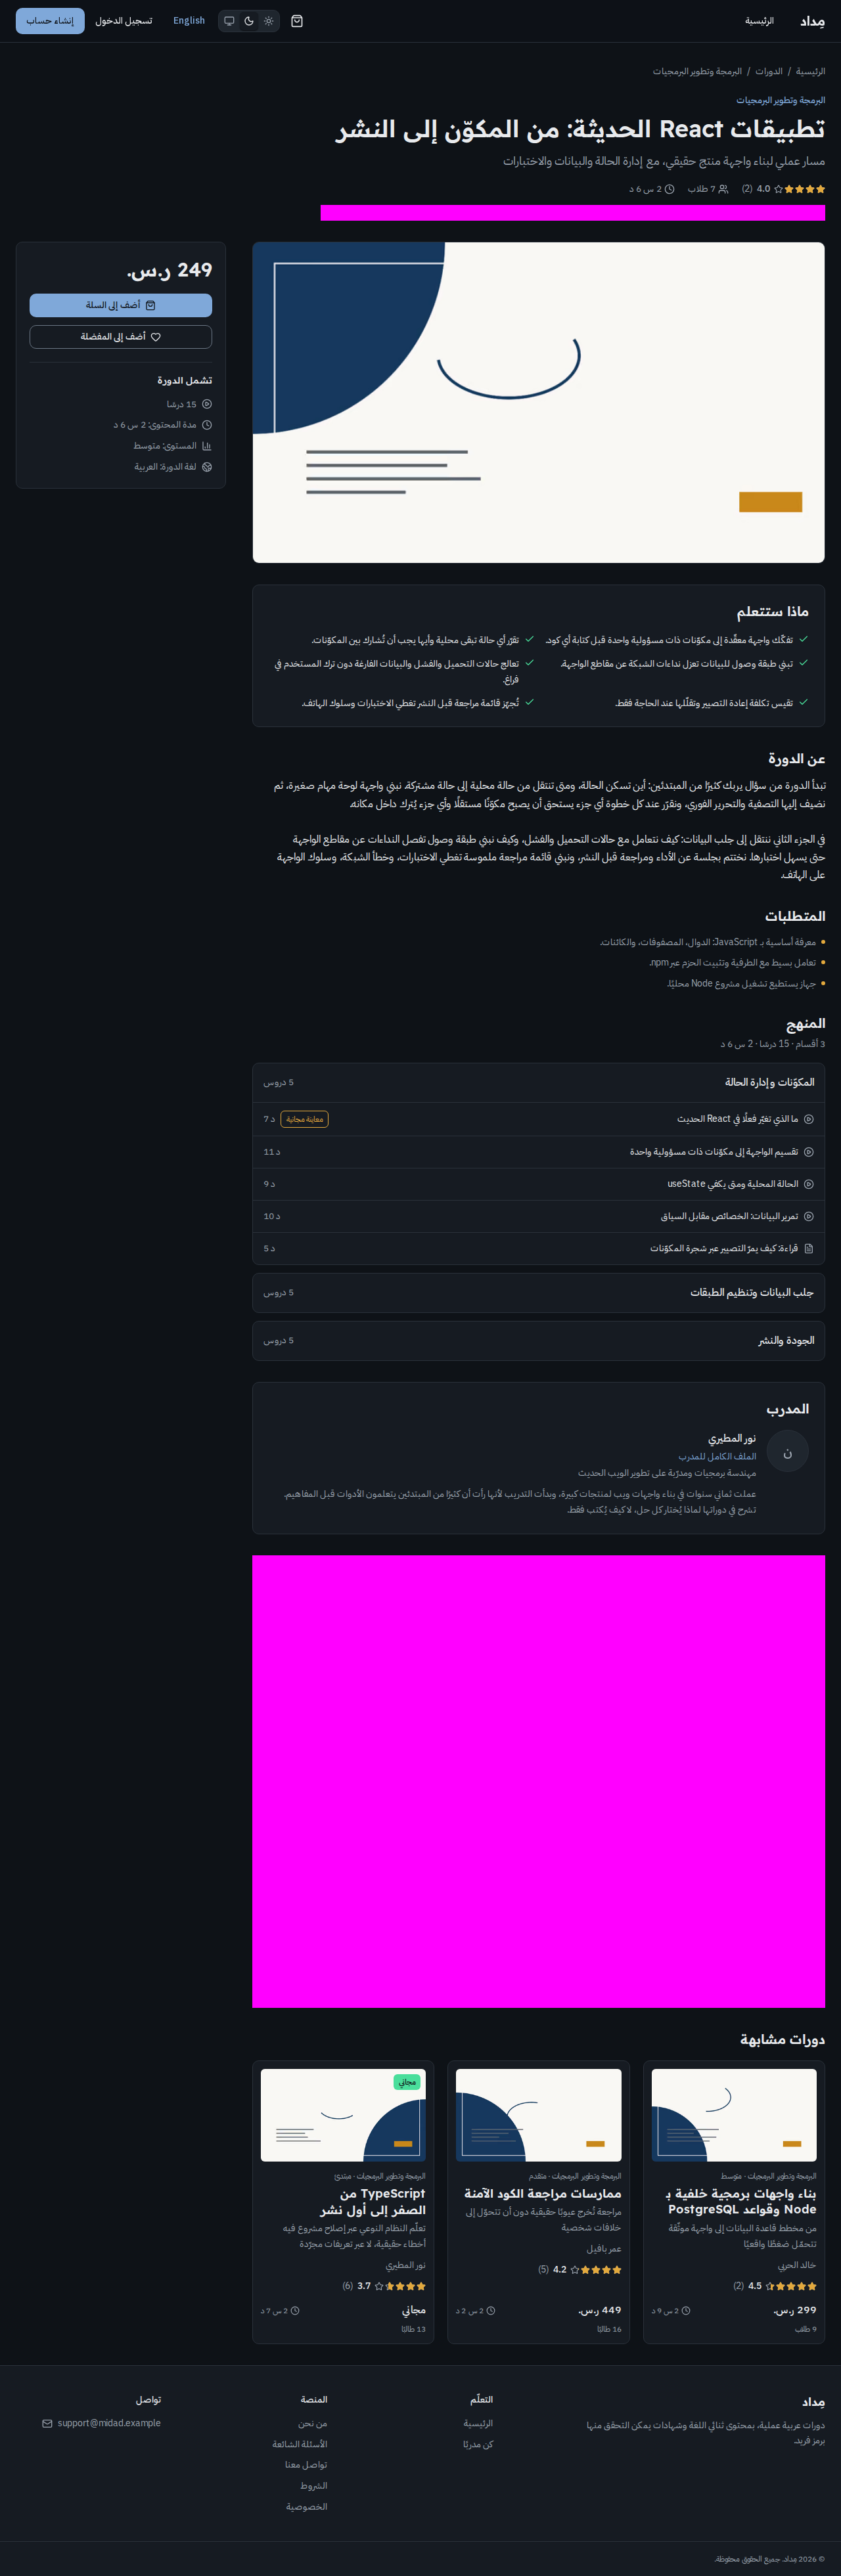 مِداد
الرئيسية
English
تسجيل الدخول
إنشاء حساب
الرئيسية / الدورات / البرمجة وتطوير البرمجيات
البرمجة وتطوير البرمجيات
تطبيقات React الحديثة: من المكوّن إلى النشر
مسار عملي لبناء واجهة منتج حقيقي، مع إدارة الحالة والبيانات والاختبارات
4.0 (2) 7 طلاب 2 س 6 د
249 ر.س.
أضف إلى السلة
أضف إلى المفضلة
تشمل الدورة
15 درسًا
مدة المحتوى: 2 س 6 د
المستوى: متوسط
لغة الدورة: العربية
ماذا ستتعلم
تفكّك واجهة معقّدة إلى مكوّنات ذات مسؤولية واحدة قبل كتابة أي كود.
تقرّر أي حالة تبقى محلية وأيها يجب أن تُشارك بين المكوّنات.
تبني طبقة وصول للبيانات تعزل نداءات الشبكة عن مقاطع الواجهة.
تعالج حالات التحميل والفشل والبيانات الفارغة دون ترك المستخدم في
فراغ.
تقيس تكلفة إعادة التصيير وتقلّلها عند الحاجة فقط.
تُجهّز قائمة مراجعة قبل النشر تغطي الاختبارات وسلوك الهاتف.
عن الدورة
تبدأ الدورة من سؤال يربك كثيرًا من المبتدئين: أين تسكن الحالة، ومتى تنتقل من حالة محلية إلى حالة مشتركة. نبني واجهة لوحة مهام صغيرة، ثم
نضيف إليها التصفية والتحرير الفوري، ونقرّر عند كل خطوة أي جزء يستحق أن يصبح مكوّنًا مستقلًا وأي جزء يُترك داخل مكانه.
في الجزء الثاني ننتقل إلى جلب البيانات: كيف نتعامل مع حالات التحميل والفشل، وكيف نبني طبقة وصول تفصل النداءات عن مقاطع الواجهة
حتى يسهل اختبارها. نختتم بجلسة عن الأداء ومراجعة قبل النشر، ونبني قائمة مراجعة ملموسة تغطي الاختبارات، وخطأ الشبكة، وسلوك الواجهة
على الهاتف.
المتطلبات
معرفة أساسية بـ JavaScript: الدوال، المصفوفات، والكائنات.
تعامل بسيط مع الطرفية وتثبيت الحزم عبر npm.
جهاز يستطيع تشغيل مشروع Node محليًا.
المنهج
3 أقسام · 15 درسًا · 2 س 6 د
المكوّنات وإدارة الحالة
5 دروس
ما الذي تغيّر فعلًا في React الحديث
معاينة مجانية
7 د
تقسيم الواجهة إلى مكوّنات ذات مسؤولية واحدة
11 د
الحالة المحلية ومتى يكفي useState
9 د
تمرير البيانات: الخصائص مقابل السياق
10 د
قراءة: كيف يمرّ التصيير عبر شجرة المكوّنات
5 د
جلب البيانات وتنظيم الطبقات
5 دروس
الجودة والنشر
5 دروس
المدرب
ن
نور المطيري
الملف الكامل للمدرب
مهندسة برمجيات ومدرّبة على تطوير الويب الحديث
عملت ثماني سنوات في بناء واجهات ويب لمنتجات كبيرة، وبدأت التدريب لأنها رأت أن كثيرًا من المبتدئين يتعلمون الأدوات قبل المفاهيم.
تشرح في دوراتها لماذا يُختار كل حل، لا كيف يُكتب فقط.
دورات مشابهة
البرمجة وتطوير البرمجيات · متوسط
بناء واجهات برمجية خلفية بـ
Node وقواعد PostgreSQL
من مخطط قاعدة البيانات إلى واجهة موثّقة
تتحمّل ضغطًا واقعيًا
خالد الحربي
4.5 (2)
299 ر.س.
2 س 9 د
9 طلاب
البرمجة وتطوير البرمجيات · متقدم
ممارسات مراجعة الكود الآمنة
مراجعة تُخرج عيوبًا حقيقية دون أن تتحوّل إلى
خلافات شخصية
عمر بافيل
4.2 (5)
449 ر.س.
2 س 2 د
16 طالبًا
مجاني
البرمجة وتطوير البرمجيات · مبتدئ
TypeScript من
الصفر إلى أول نشر
تعلّم النظام النوعي عبر إصلاح مشروع فيه
أخطاء حقيقية، لا عبر تعريفات مجرّدة
نور المطيري
3.7 (6)
مجاني
2 س 7 د
13 طالبًا
مِداد
دورات عربية عملية، بمحتوى ثنائي اللغة وشهادات يمكن التحقق منها
برمز فريد.
التعلّم
الرئيسية
كن مدربًا
المنصة
من نحن
الأسئلة الشائعة
تواصل معنا
الشروط
الخصوصية
تواصل
support@midad.example
© 2026 مِداد. جميع الحقوق محفوظة.